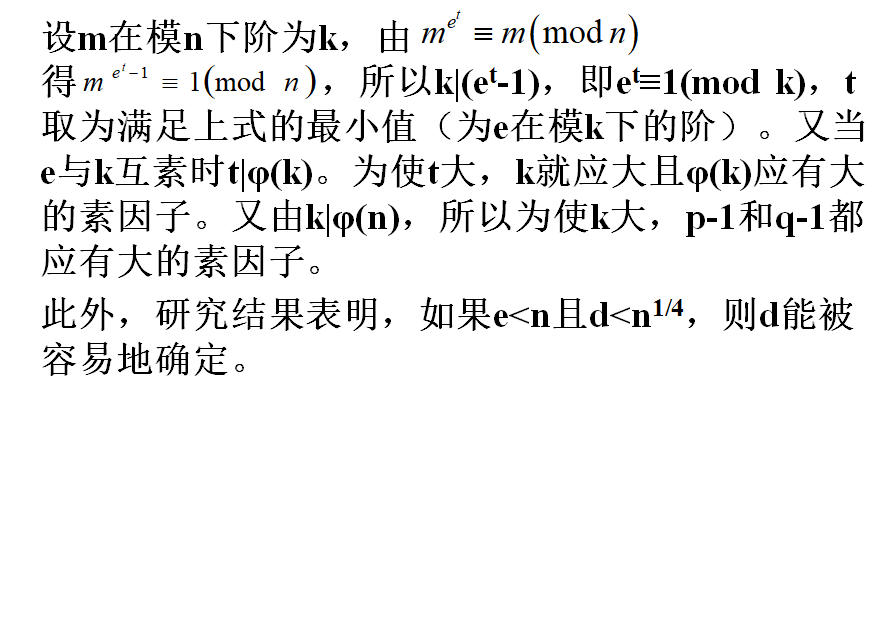 设m在模n下阶为k，由 m^{e^t} ≡ m(mod n)
得 m^{e^t-1} ≡ 1(mod n)，所以k|(e^t-1)，即e^t≡1(mod k)，t
取为满足上式的最小值（为e在模k下的阶）。又当
e与k互素时t|φ(k)。为使t大，k就应大且φ(k)应有大
的素因子。又由k|φ(n)，所以为使k大，p-1和q-1都
应有大的素因子。
此外，研究结果表明，如果e<n且d<n^{1/4}，则d能被
容易地确定。